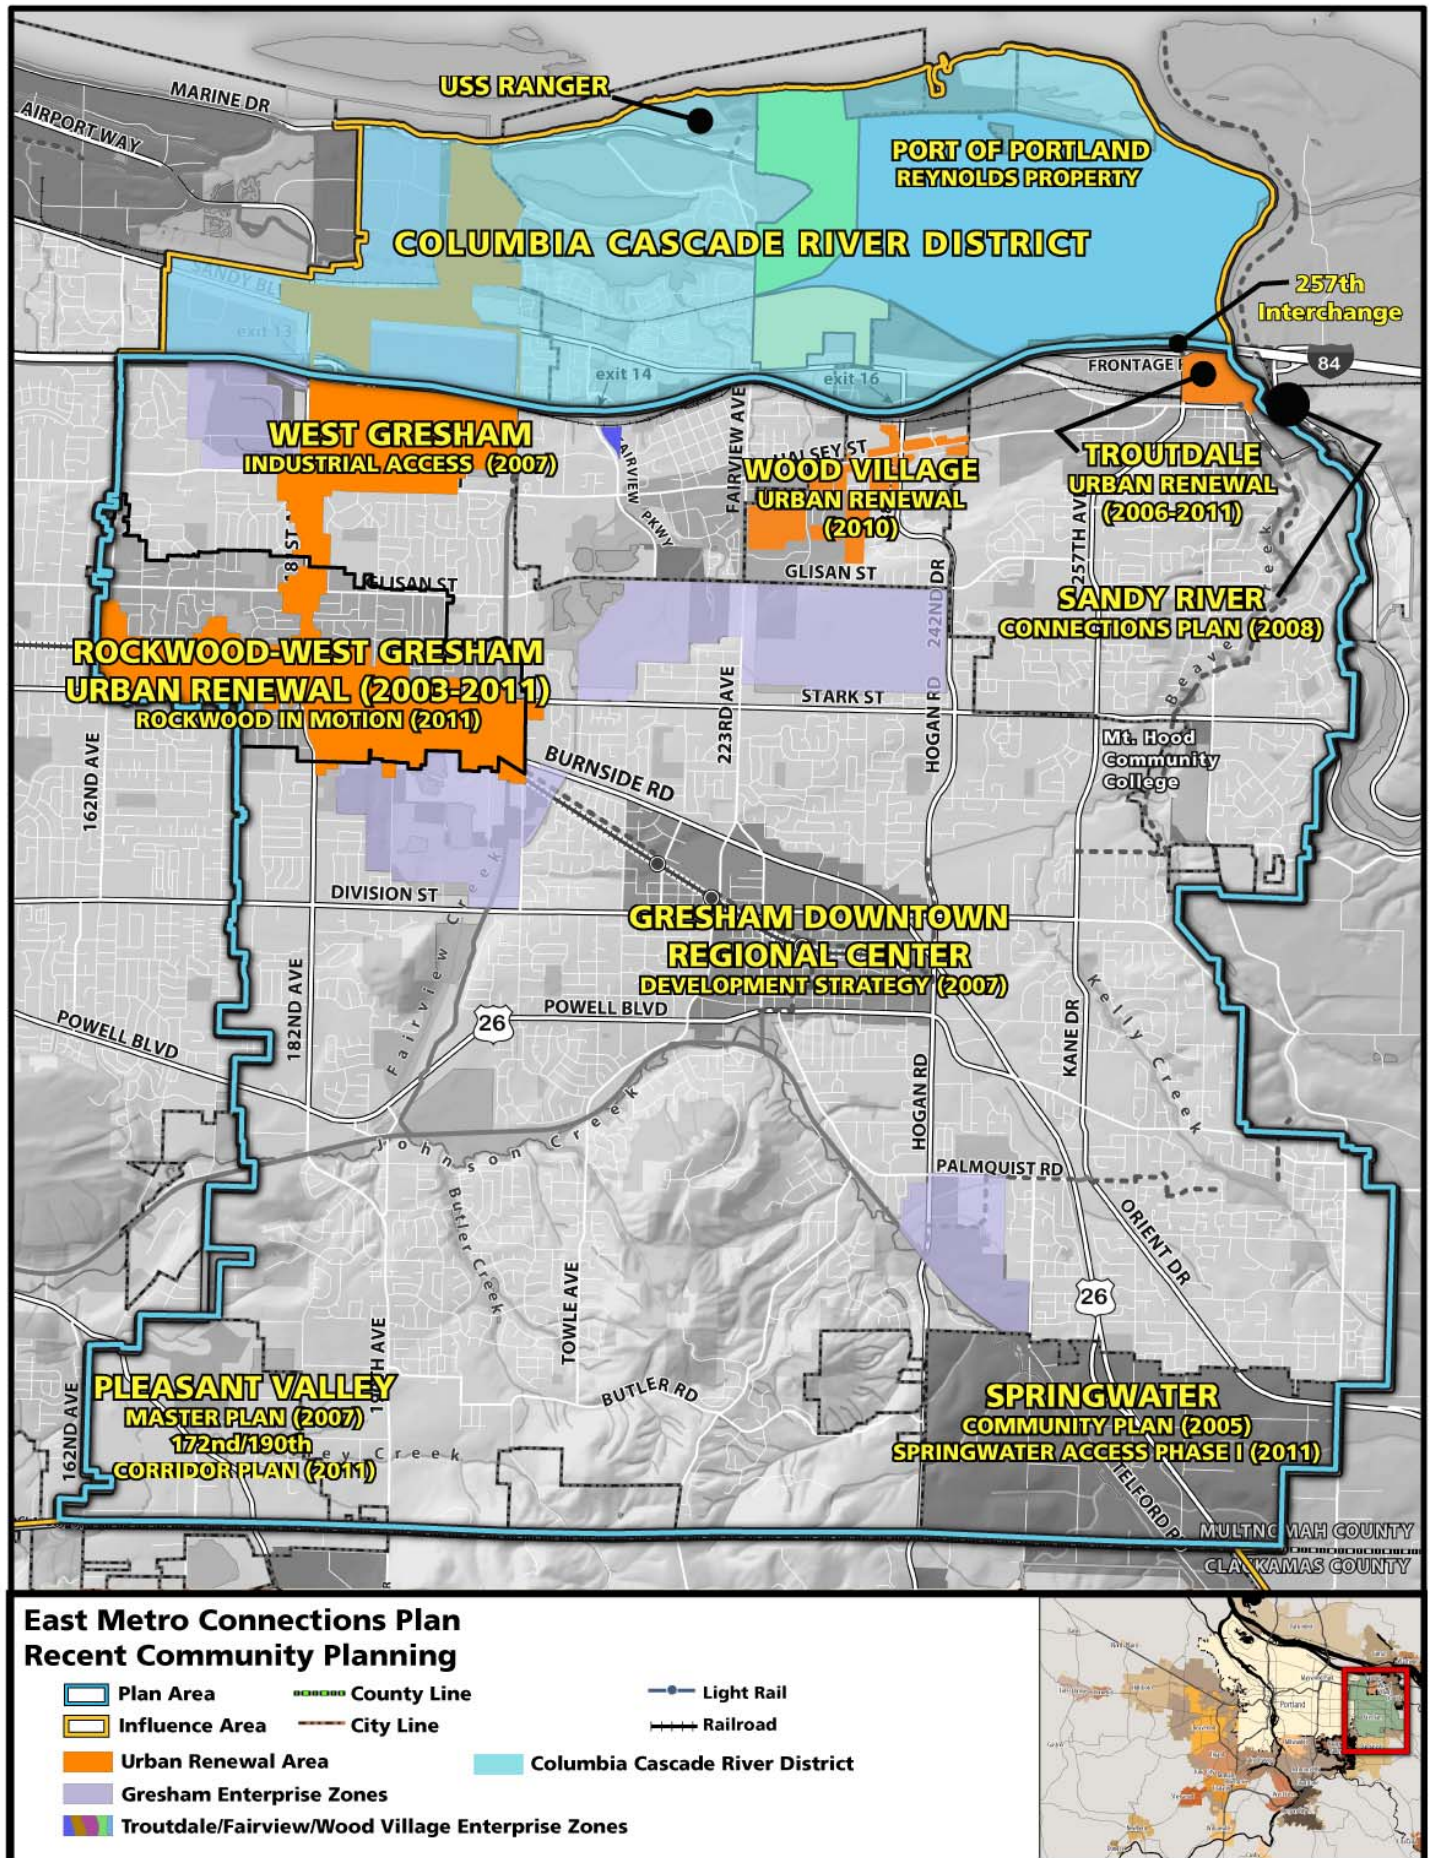 USS RANGER
MARINE DR
AIRPORT WAY
PORT OF PORTLAND
REYNOLDS PROPERTY
COLUMBIA CASCADE RIVER DISTRICT
SANDY BL
257th
Interchange
exit 13
exit 14
exit 16
FRONTAGE
84
WEST GRESHAM
INDUSTRIAL ACCESS (2007)
FAIRVIEW AVE
FAIRVIEW PKWY
HALSEY ST
WOOD VILLAGE
URBAN RENEWAL
(2010)
TROUTDALE
URBAN RENEWAL
(2006-2011)
257TH AVE
GLISAN ST
GLISAN ST
242ND DR
SANDY RIVER
CONNECTIONS PLAN (2008)
ROCKWOOD-WEST GRESHAM
URBAN RENEWAL (2003-2011)
ROCKWOOD IN MOTION (2011)
223RD AVE
STARK ST
HOGAN RD
162ND AVE
BURNSIDE RD
Mt. Hood
Community
College
DIVISION ST
Fairview Creek
GRESHAM DOWNTOWN
REGIONAL CENTER
DEVELOPMENT STRATEGY (2007)
182ND AVE
POWELL BLVD
26
POWELL BLVD
KANE DR
Kelly Creek
HOGAN RD
Johnson Creek
PALMQUIST RD
Butler Creek
ORIENT DR
TOWLE AVE
26
162ND AVE
PLEASANT VALLEY
MASTER PLAN (2007)
172nd/190th
CORRIDOR PLAN (2011)
BUTLER RD
SPRINGWATER
COMMUNITY PLAN (2005)
SPRINGWATER ACCESS PHASE I (2011)
TELFORD R
MULTNOMAH COUNTY
CLACKAMAS COUNTY
East Metro Connections Plan
Recent Community Planning
Plan Area
County Line
Light Rail
Influence Area
City Line
Railroad
Urban Renewal Area
Columbia Cascade River District
Gresham Enterprise Zones
Troutdale/Fairview/Wood Village Enterprise Zones
Portland